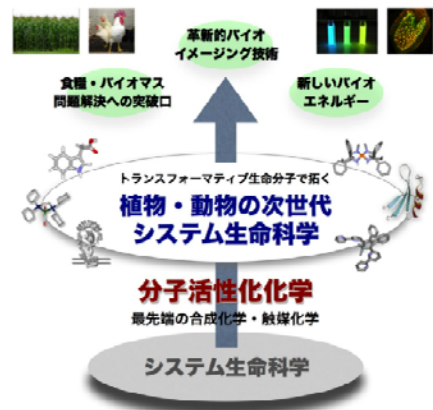 革新的バイオ
イメージング技術
食糧・バイオマス
問題解決への突破口
新しいバイオ
エネルギー
トランスフォーマティブ生命分子で拓く
植物・動物の次世代
システム生命科学
分子活性化化学
最先端の合成化学・触媒化学
システム生命科学